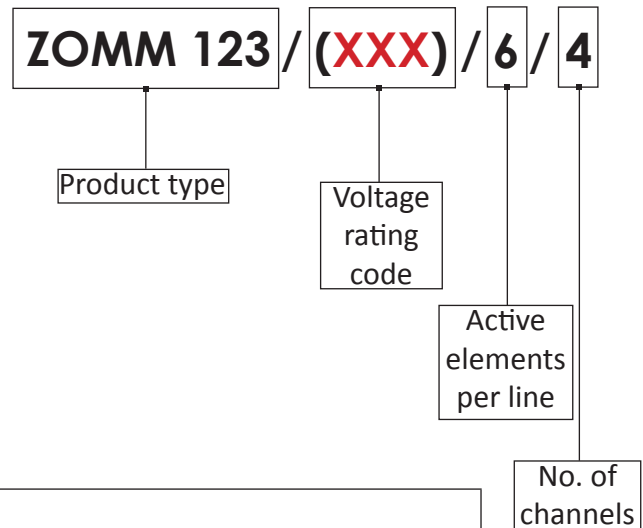 ZOMM 123/(XXX)/6/4
Product type
Voltage
rating
code
Active
elements
per line
No. of
channels